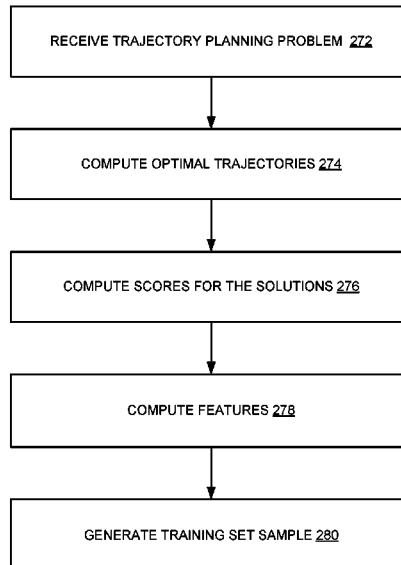 RECEIVE TRAJECTORY PLANNING PROBLEM 272
COMPUTE OPTIMAL TRAJECTORIES 274
COMPUTE SCORES FOR THE SOLUTIONS 276
COMPUTE FEATURES 278
GENERATE TRAINING SET SAMPLE 280